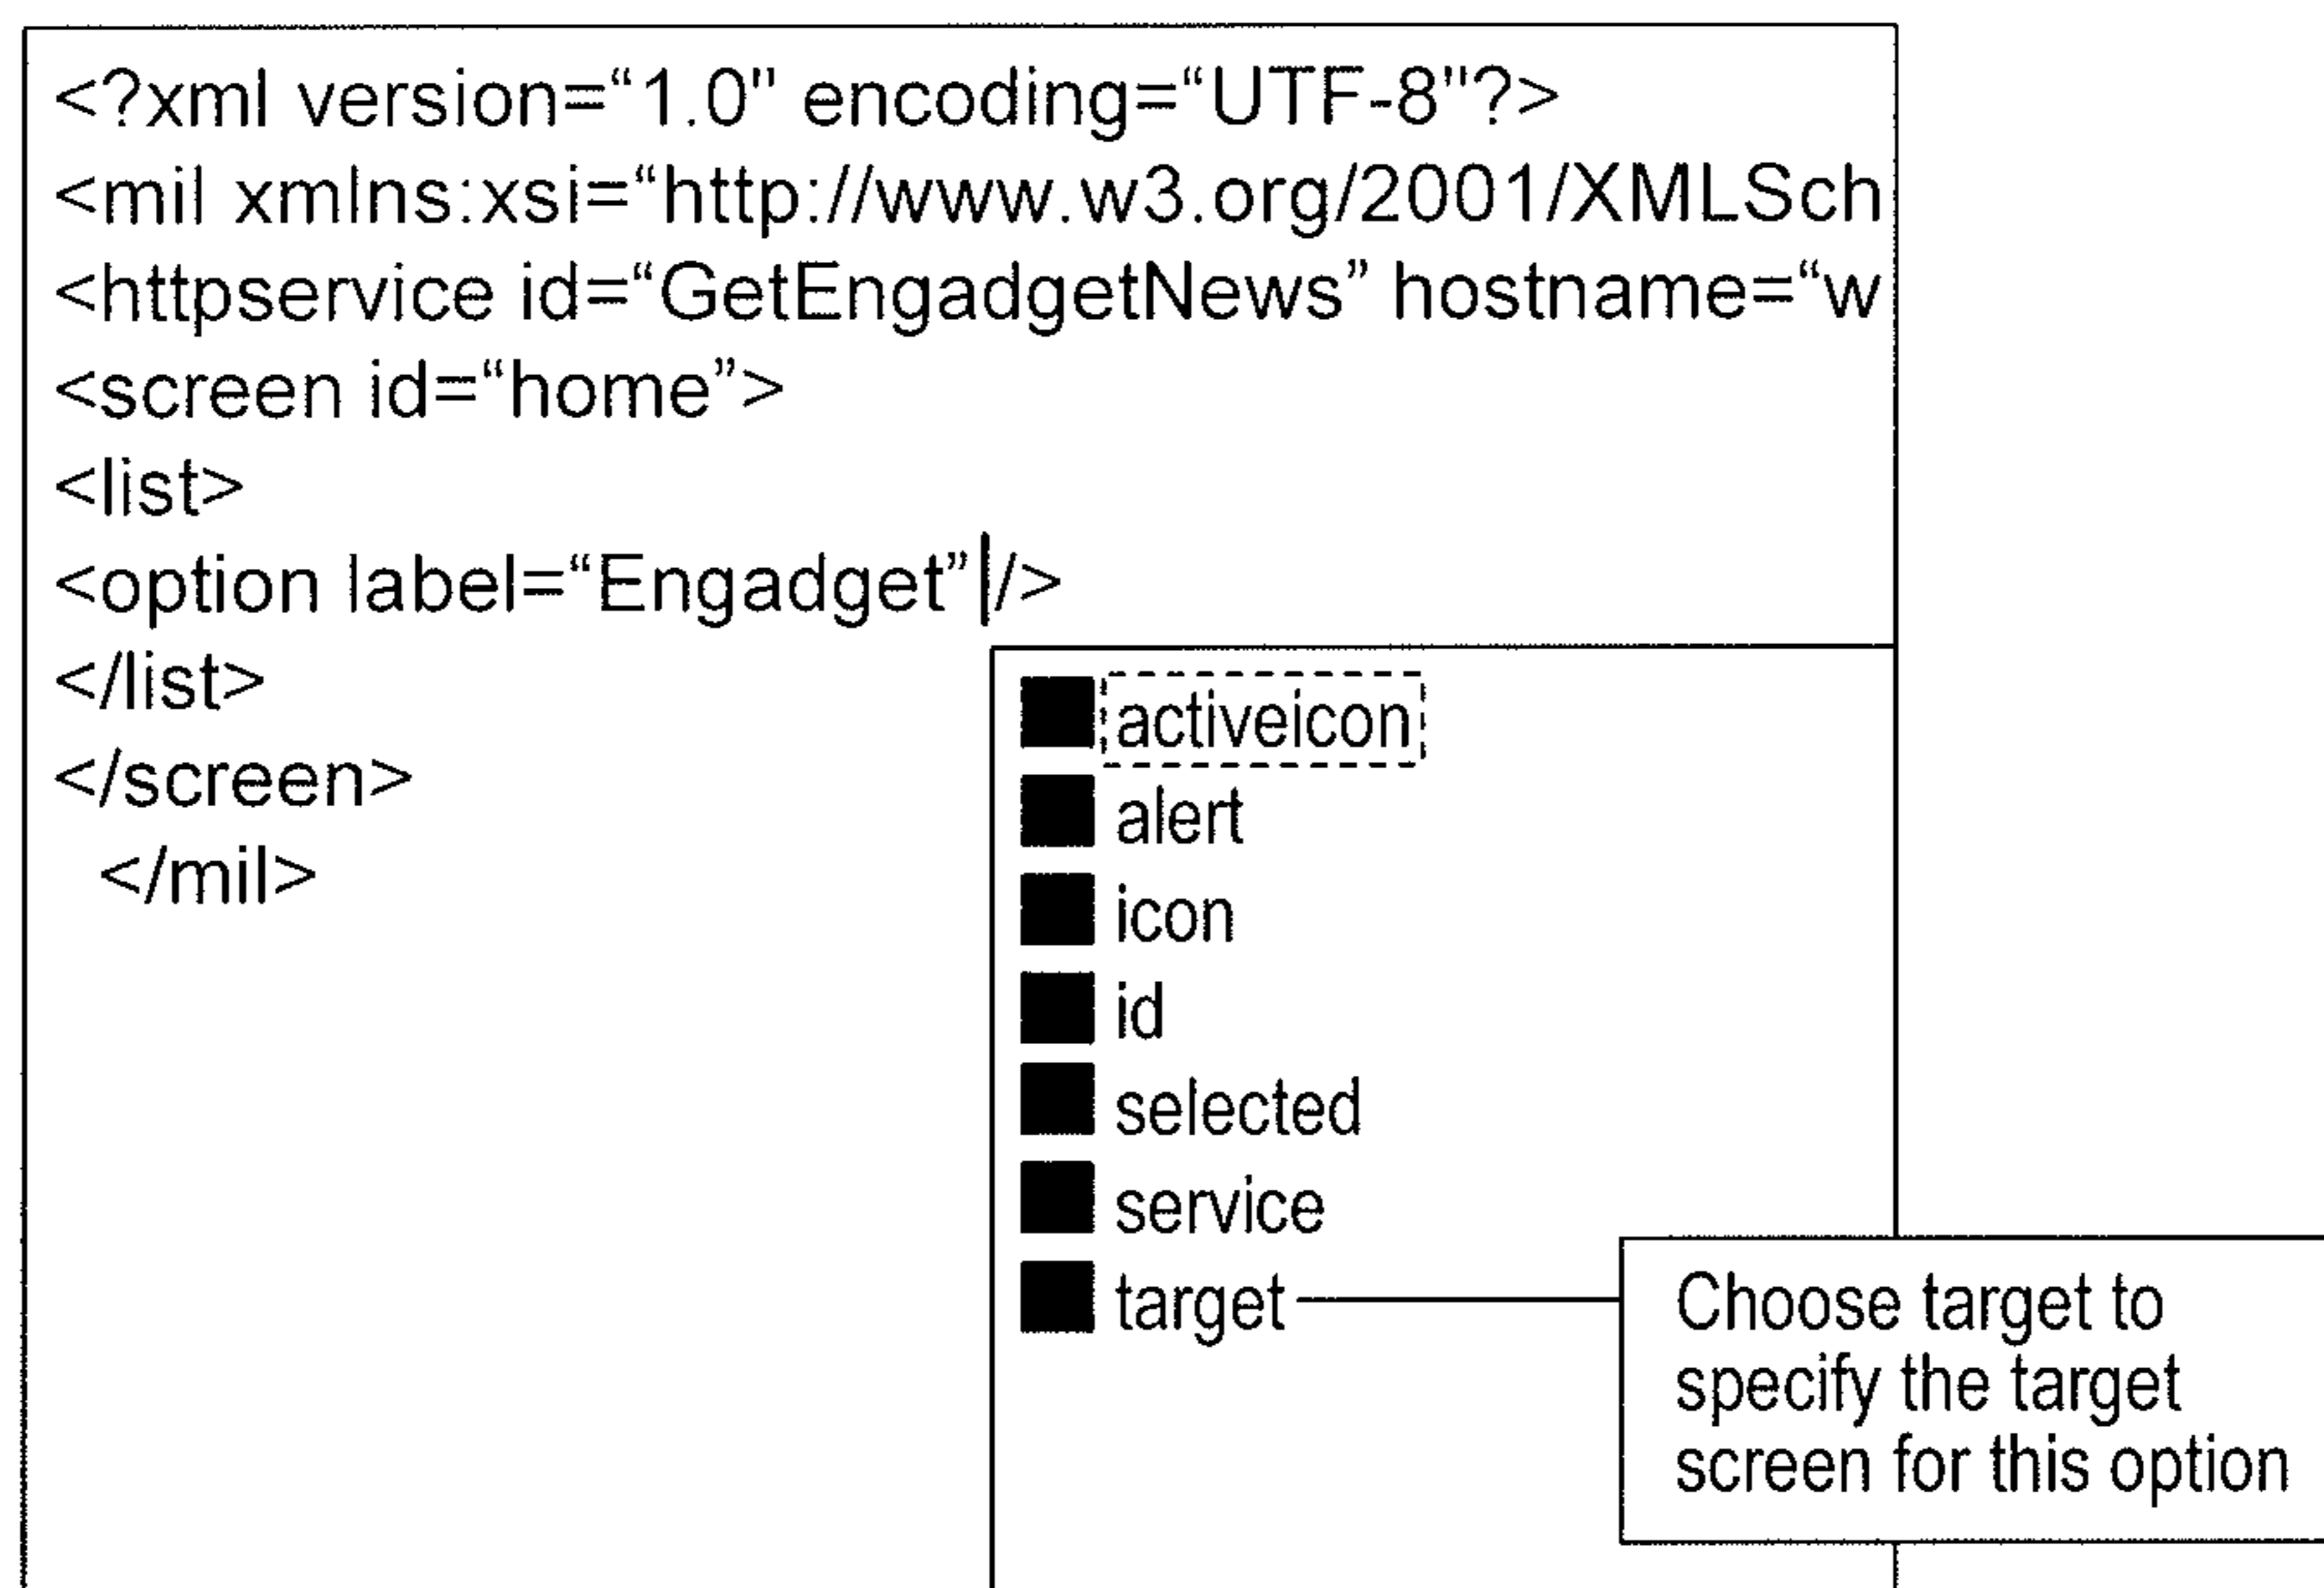 <?xml version=“1.0" encoding=“UTF-8"?>
<mil xmlns:xsi=“http://www.w3.org/2001/XMLSch
<httpservice id=“GetEngadgetNews” hostname=“w
<screen id=“home”>
<list>
<option label=“Engadget” />
</list>
</screen>
</mil>
activeicon
alert
icon
id
selected
service
target
Choose target to
specify the target
screen for this option